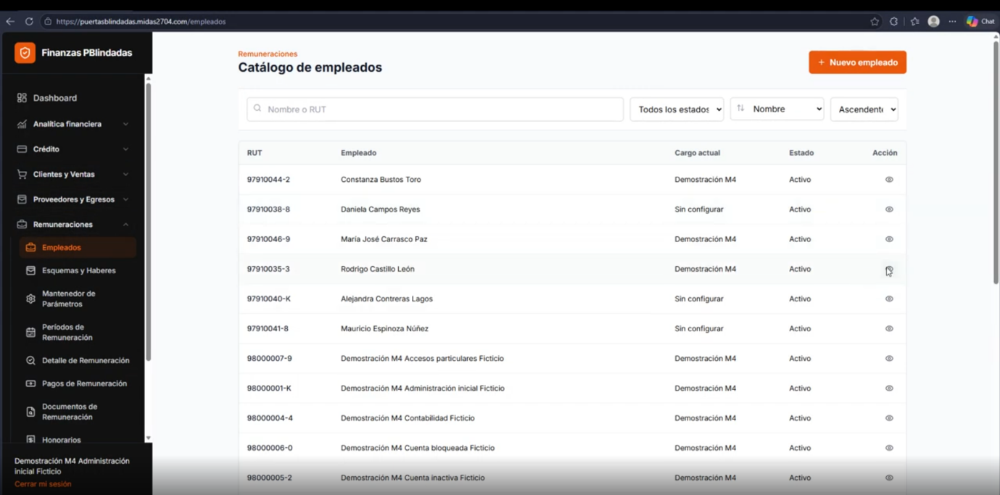 https://puertasblindadas.midas2704.com/empleados
Chat
Finanzas PBlindadas
Dashboard
Analítica financiera
Crédito
Clientes y Ventas
Proveedores y Egresos
Remuneraciones
Empleados
Esquemas y Haberes
Mantenedor de
Parámetros
Períodos de
Remuneración
Detalle de Remuneración
Pagos de Remuneración
Documentos de
Remuneración
Honorarios
Demostración M4 Administración
inicial Ficticio
Cerrar mi sesión
Remuneraciones
Catálogo de empleados
+ Nuevo empleado
Nombre o RUT
Todos los estados
Nombre
Ascendente
RUT Empleado Cargo actual Estado Acción
97910044-2 Constanza Bustos Toro Demostración M4 Activo
97910038-8 Daniela Campos Reyes Sin configurar Activo
97910046-9 María José Carrasco Paz Demostración M4 Activo
97910035-3 Rodrigo Castillo León Demostración M4 Activo
97910040-K Alejandra Contreras Lagos Sin configurar Activo
97910041-8 Mauricio Espinoza Núñez Sin configurar Activo
98000007-9 Demostración M4 Accesos particulares Ficticio Demostración M4 Activo
98000001-K Demostración M4 Administración inicial Ficticio Demostración M4 Activo
98000004-4 Demostración M4 Contabilidad Ficticio Demostración M4 Activo
98000006-0 Demostración M4 Cuenta bloqueada Ficticio Demostración M4 Activo
98000005-2 Demostración M4 Cuenta inactiva Ficticio Demostración M4 Activo